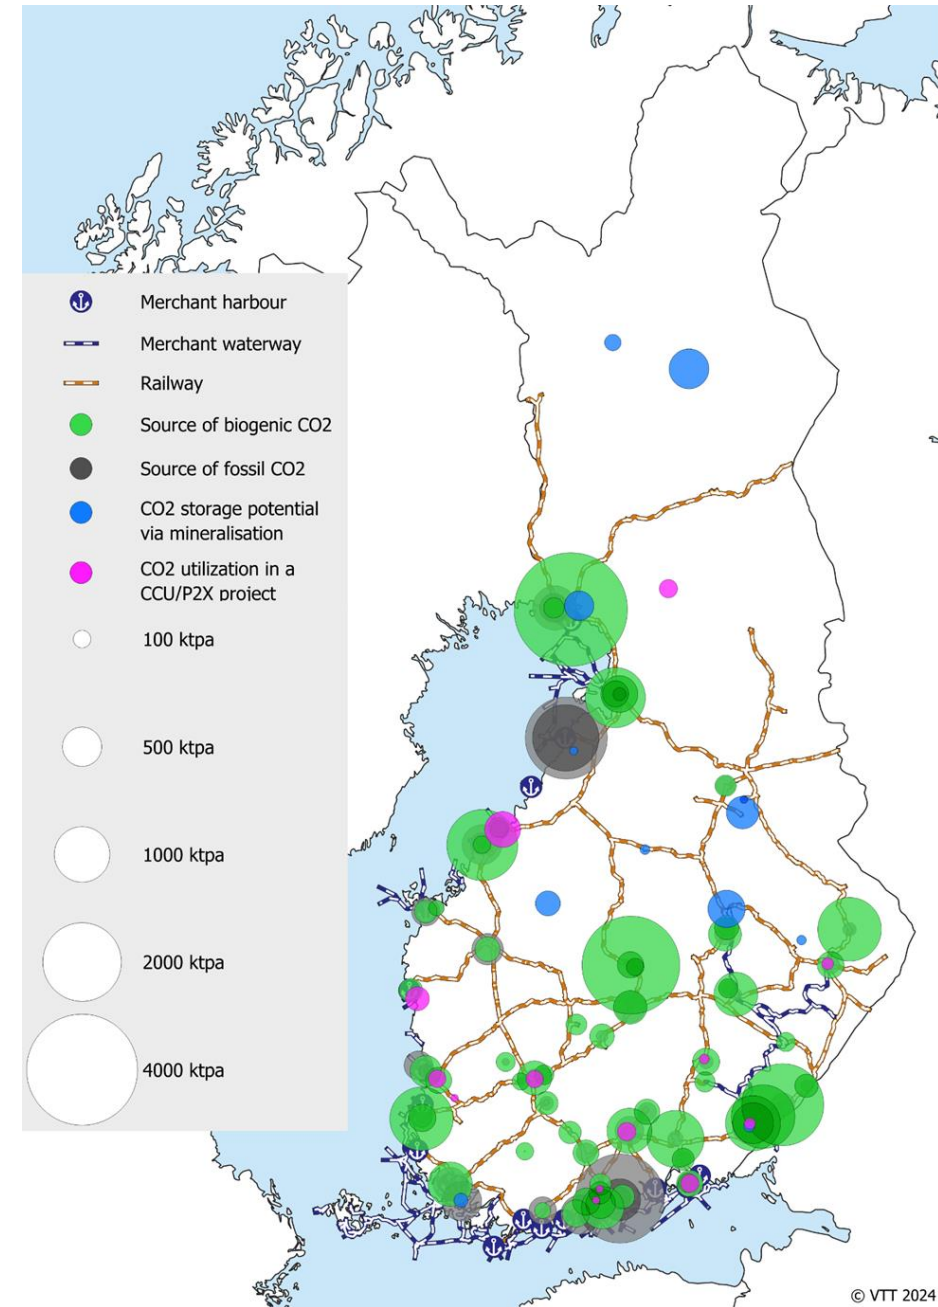 Merchant harbour
Merchant waterway
Railway
Source of biogenic CO2
Source of fossil CO2
CO2 storage potential
via mineralisation
CO2 utilization in a
CCU/P2X project
100 ktpa
500 ktpa
1000 ktpa
2000 ktpa
4000 ktpa
© VTT 2024